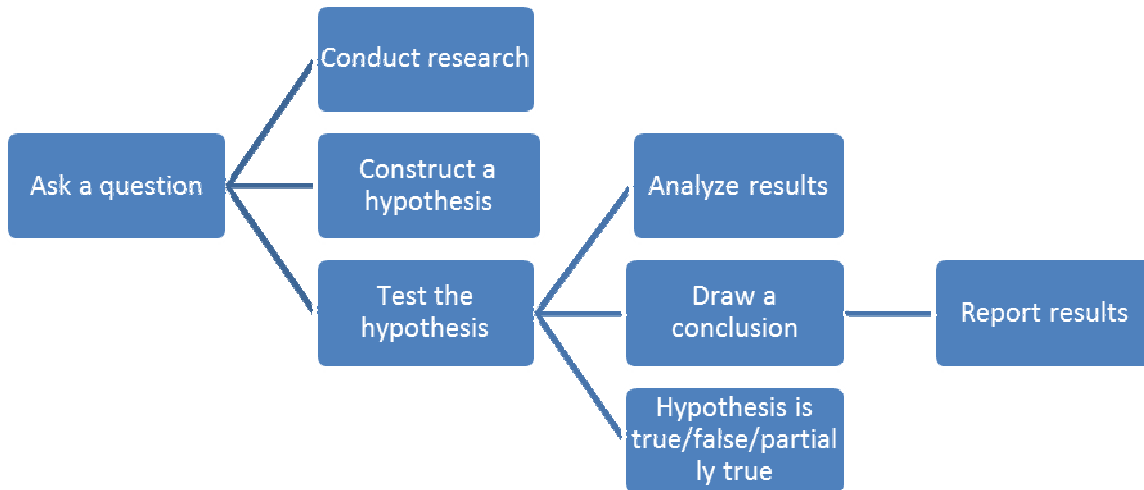 Conduct research
Ask a question
Construct a
hypothesis
Test the
hypothesis
Analyze results
Draw a
conclusion
Hypothesis is
true/false/partial
ly true
Report results